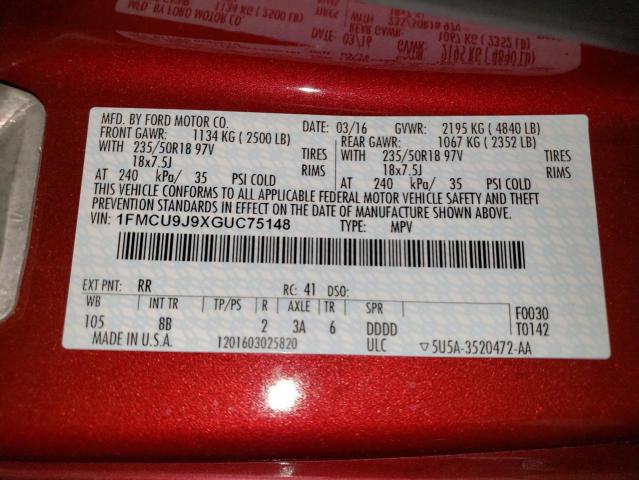 MFD. BY FORD MOTOR CO. DATE: 03/16 GVWR: 2195 KG ( 4840 LB)
FRONT GAWR: 1134 KG ( 2500 LB) REAR GAWR: 1067 KG ( 2352 LB)
WITH 235/50R18 97V TIRES WITH 235/50R18 97V TIRES
18x7.5J RIMS 18x7.5J RIMS
AT 240 kPa/ 35 PSI COLD AT 240 kPa/ 35 PSI COLD
THIS VEHICLE CONFORMS TO ALL APPLICABLE FEDERAL MOTOR VEHICLE SAFETY AND THEFT
PREVENTION STANDARDS IN EFFECT ON THE DATE OF MANUFACTURE SHOWN ABOVE.
VIN: 1FMCU9J9XGUC75148 TYPE: MPV
EXT PNT: RR RC: 41 DSO:
WB INT TR TP/PS R AXLE TR SPR F0030
105 8B 2 3A 6 DDDD T0142
MADE IN U.S.A. 1201603025820 ULC ▽5U5A-3520472-AA